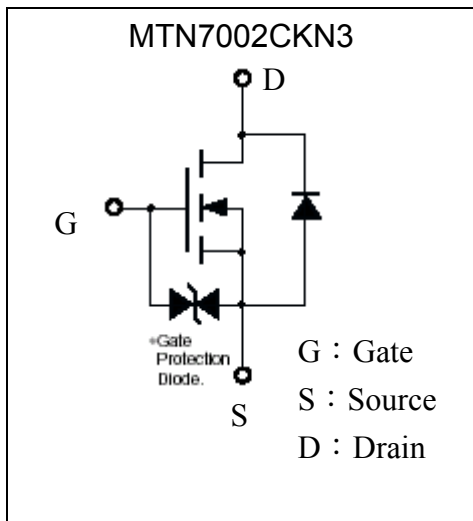 MTN7002CKN3
D
G
*Gate
Protection
Diode.
S
G：Gate
S：Source
D：Drain